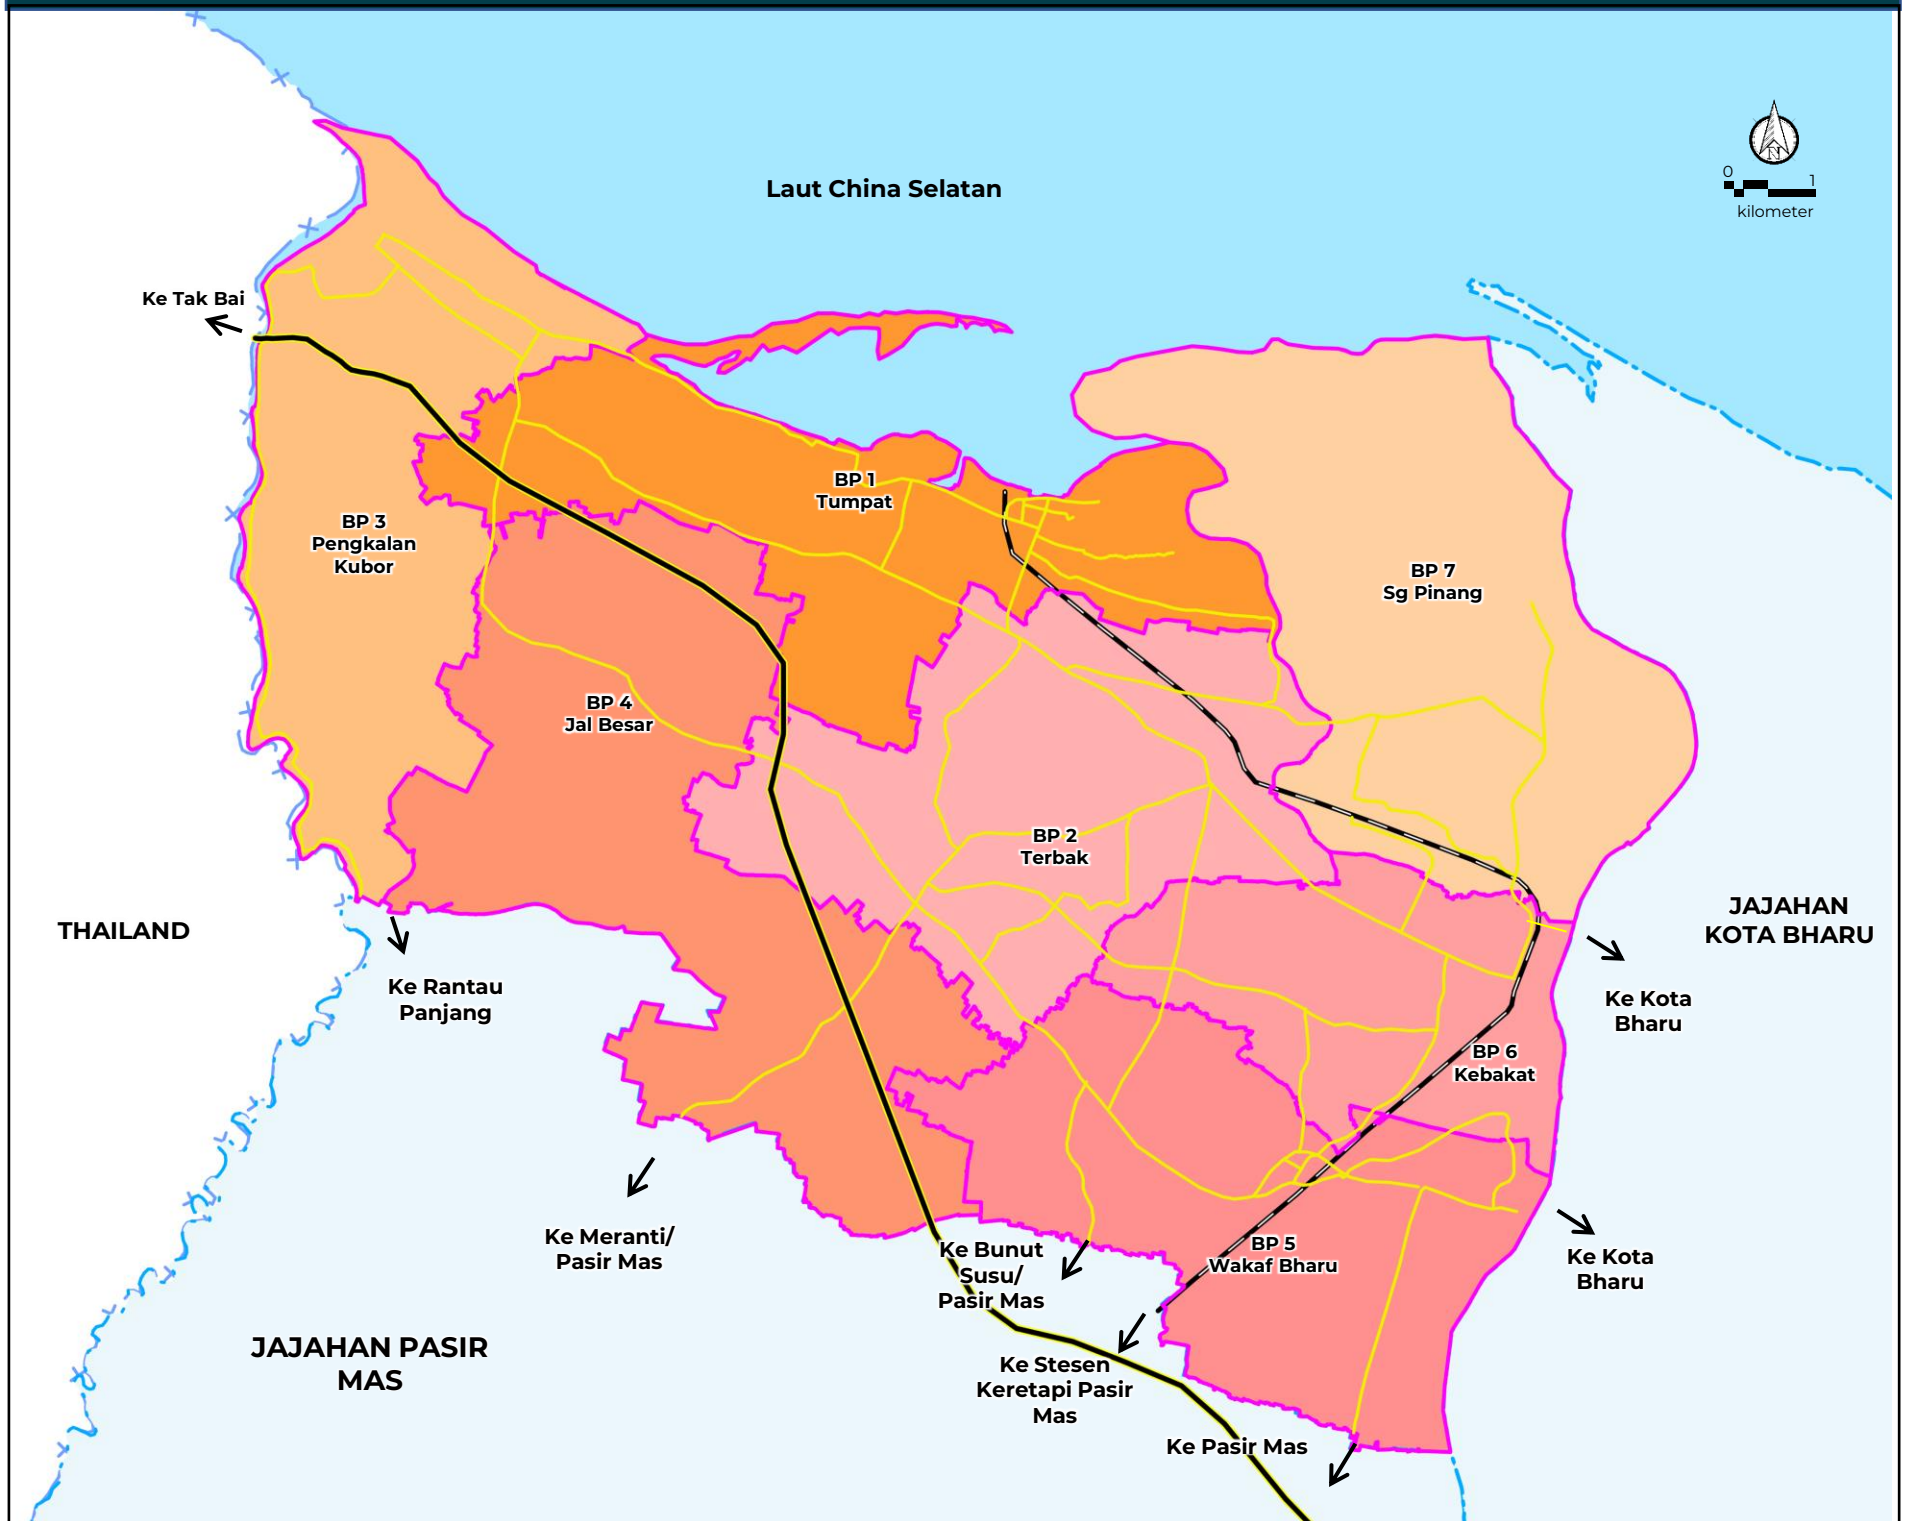 Laut China Selatan
N
0 1
kilometer
Ke Tak Bai
BP 1
Tumpat
BP 3
Pengkalan
Kubor
BP 7
Sg Pinang
BP 4
Jal Besar
BP 2
Terbak
THAILAND
JAJAHAN
KOTA BHARU
Ke Rantau
Panjang
Ke Kota
Bharu
BP 6
Kebakat
Ke Meranti/
Pasir Mas
Ke Bunut
Susu/
Pasir Mas
BP 5
Wakaf Bharu
Ke Kota
Bharu
JAJAHAN PASIR
MAS
Ke Stesen
Keretapi Pasir
Mas
Ke Pasir Mas